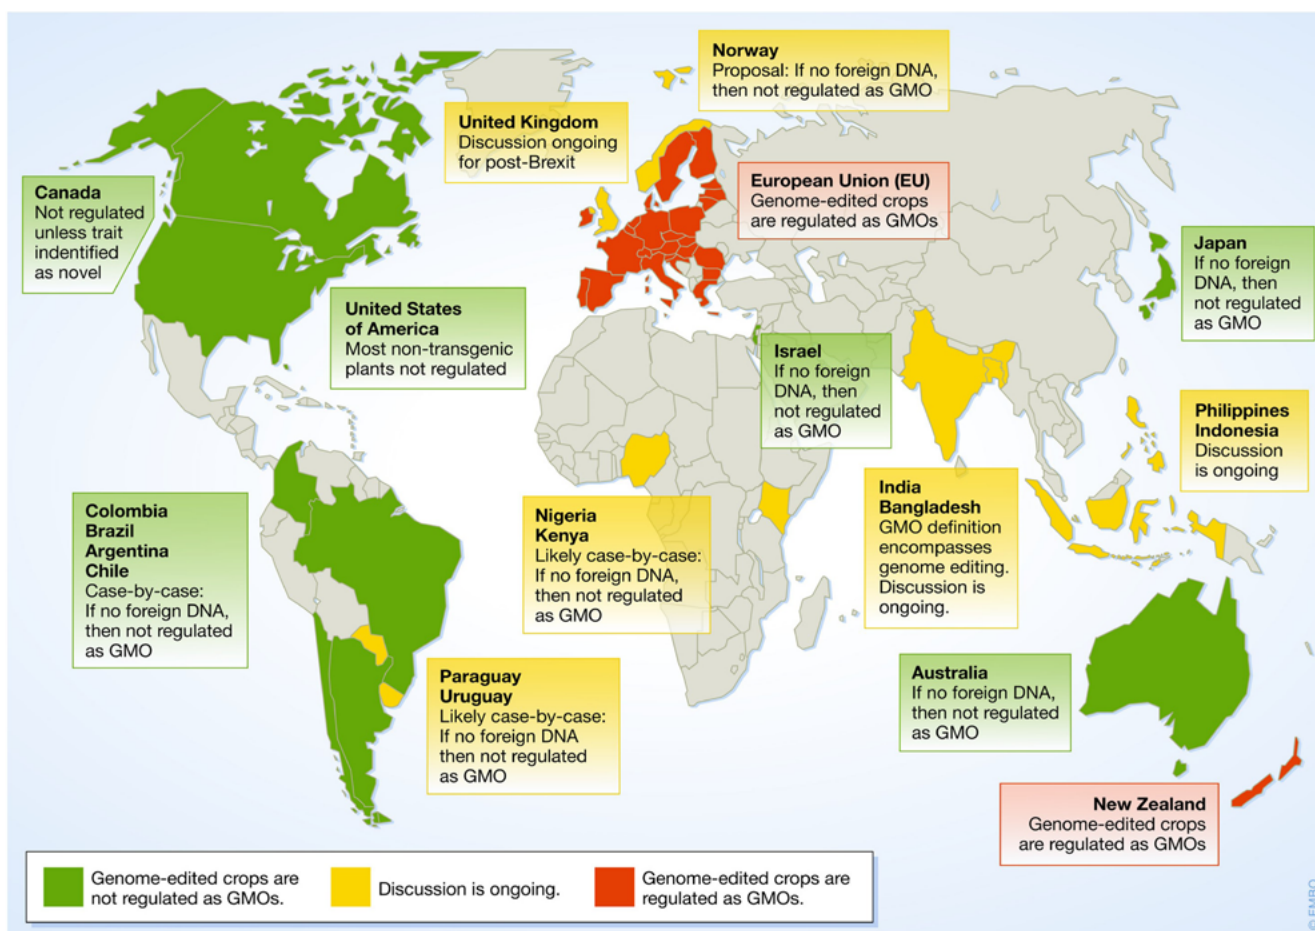 Norway
Proposal: If no foreign DNA,
then not regulated as GMO
United Kingdom
Discussion ongoing
for post-Brexit
European Union (EU)
Genome-edited crops
are regulated as GMOs
Canada
Not regulated
unless trait
indentified
as novel
United States
of America
Most non-transgenic
plants not regulated
Japan
If no foreign
DNA, then
not regulated
as GMO
Israel
If no foreign
DNA, then
not regulated
as GMO
Philippines
Indonesia
Discussion
is ongoing
India
Bangladesh
GMO definition
encompasses
genome editing.
Discussion is
ongoing.
Nigeria
Kenya
Likely case-by-case:
If no foreign DNA,
then not regulated
as GMO
Colombia
Brazil
Argentina
Chile
Case-by-case:
If no foreign DNA,
then not regulated
as GMO
Paraguay
Uruguay
Likely case-by-case:
If no foreign DNA
then not regulated
as GMO
Australia
If no foreign DNA,
then not regulated
as GMO
New Zealand
Genome-edited crops
are regulated as GMOs
Genome-edited crops are
not regulated as GMOs.
Discussion is ongoing.
Genome-edited crops are
regulated as GMOs.
© EMBO